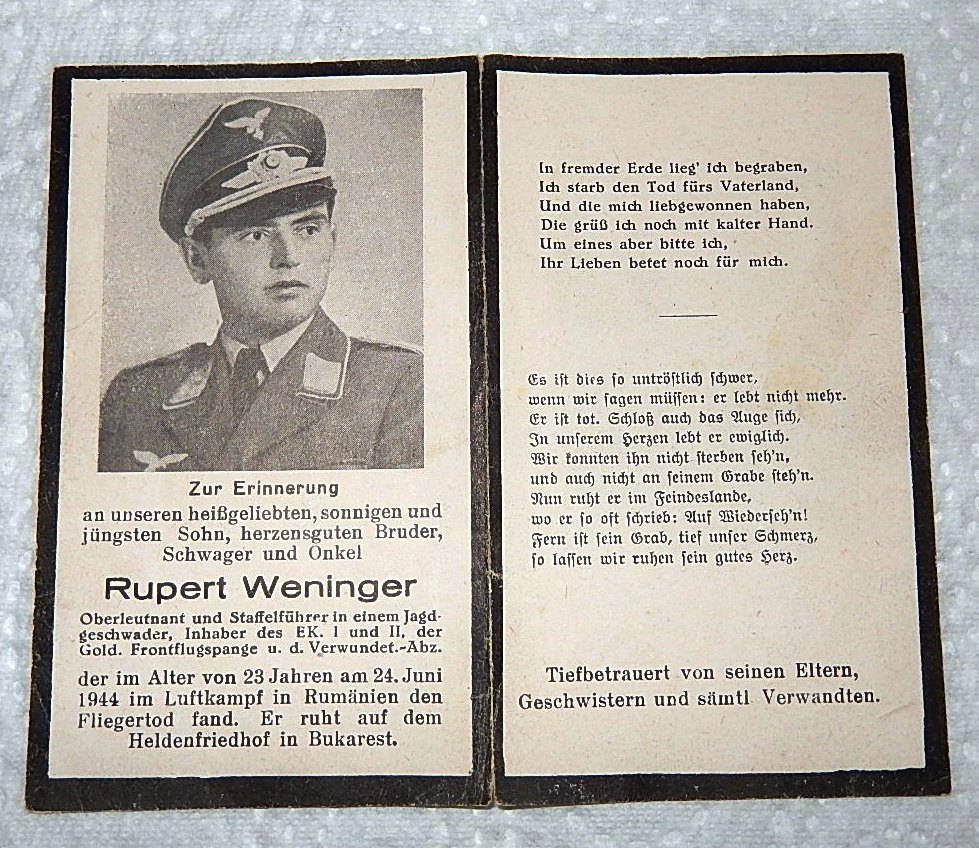 Zur Erinnerung
an unseren heißgeliebten, sonnigen und
jüngsten Sohn, herzensguten Bruder,
Schwager und Onkel
Rupert Weninger
Oberleutnant und Staffelführer in einem Jagd-
geschwader, Inhaber des EK. I und II, der
Gold. Frontflugspange u. d. Verwundet.-Abz.
der im Alter von 23 Jahren am 24. Juni
1944 im Luftkampf in Rumänien den
Fliegertod fand. Er ruht auf dem
Heldenfriedhof in Bukarest.
In fremder Erde lieg' ich begraben,
Ich starb den Tod fürs Vaterland,
Und die mich liebgewonnen haben,
Die grüß ich noch mit kalter Hand.
Um eines aber bitte ich,
Ihr Lieben betet noch für mich.
Es ist dies so untröstlich schwer,
wenn wir sagen müssen: er lebt nicht mehr.
Er ist tot. Schloß auch das Auge sich,
In unserem Herzen lebt er ewiglich.
Wir konnten ihn nicht sterben seh'n,
und auch nicht an seinem Grabe steh'n.
Nun ruht er im Feindeslande,
wo er so oft schrieb: Auf Wiederseh'n!
Fern ist sein Grab, tief unser Schmerz,
so lassen wir ruhen sein gutes Herz.
Tiefbetrauert von seinen Eltern,
Geschwistern und sämtl. Verwandten.